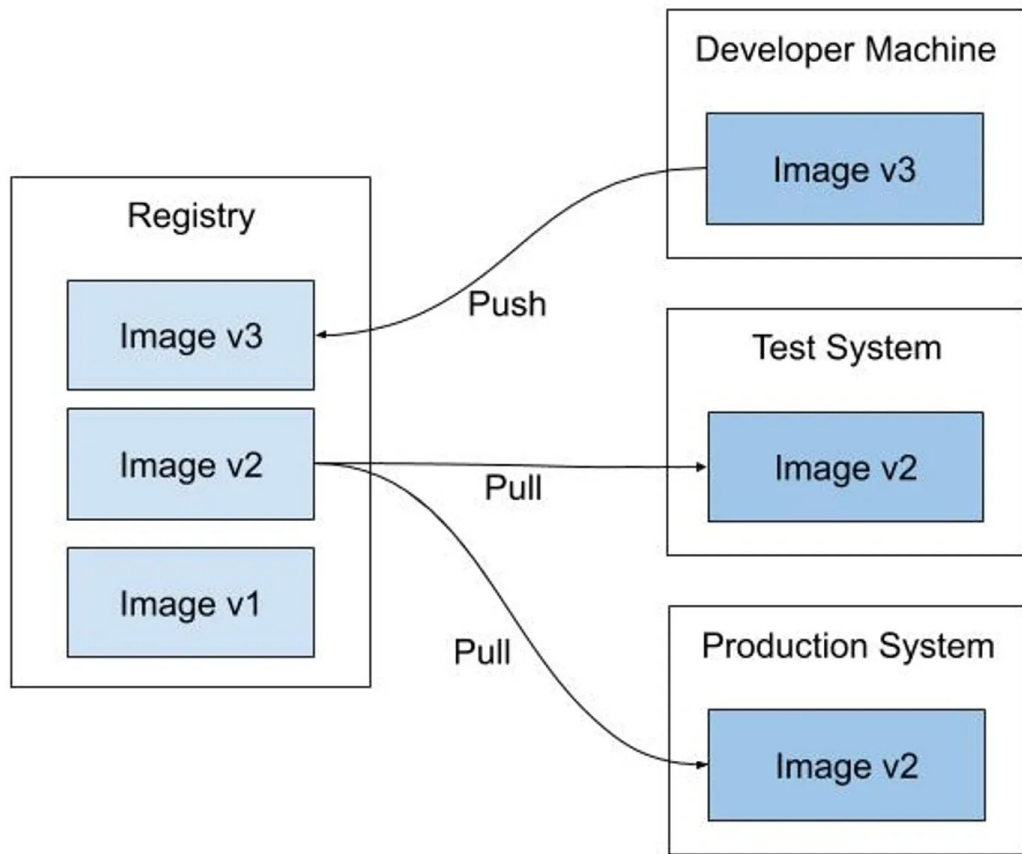 Developer Machine
Image v3
Registry
Image v3
Push
Test System
Image v2
Image v2
Pull
Image v1
Production System
Pull
Image v2